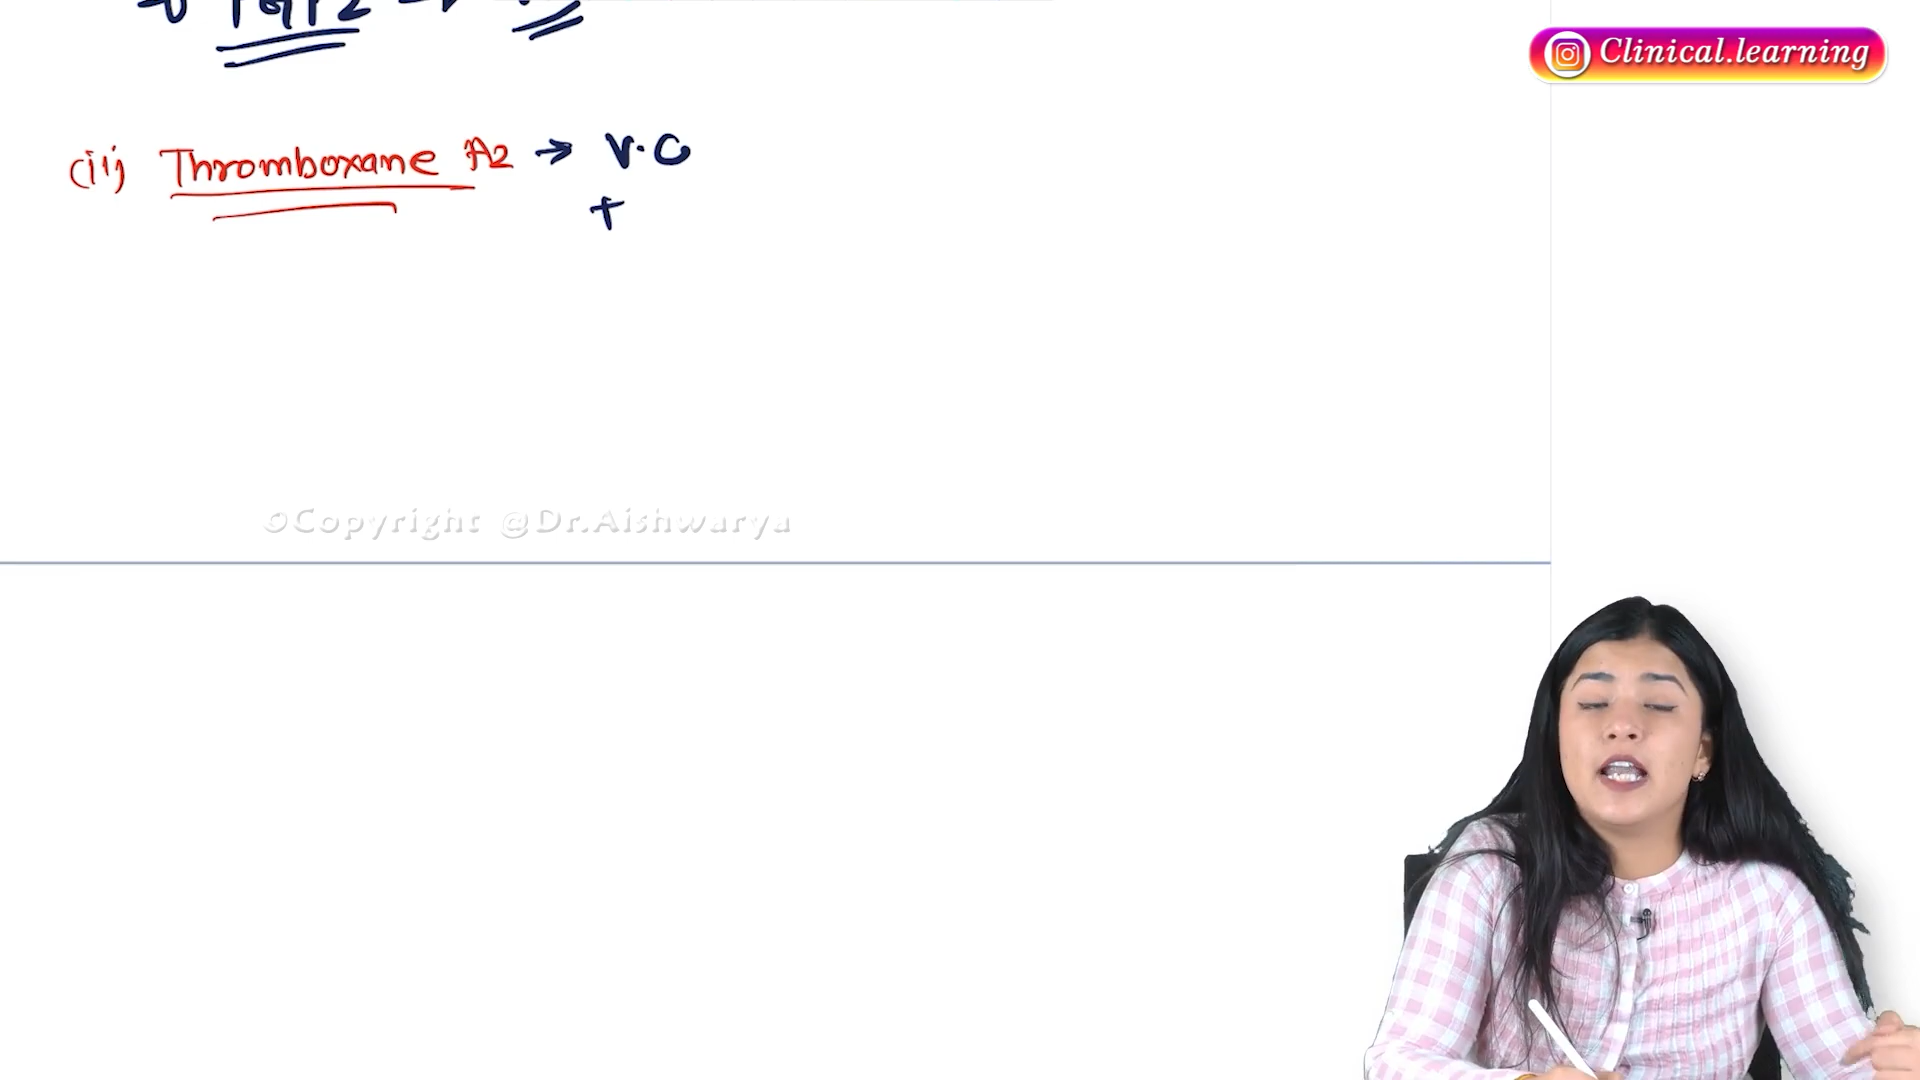 Clinical.learning
(ii) Thromboxane A2 → V.C
+
©Copyright @Dr.Aishwarya